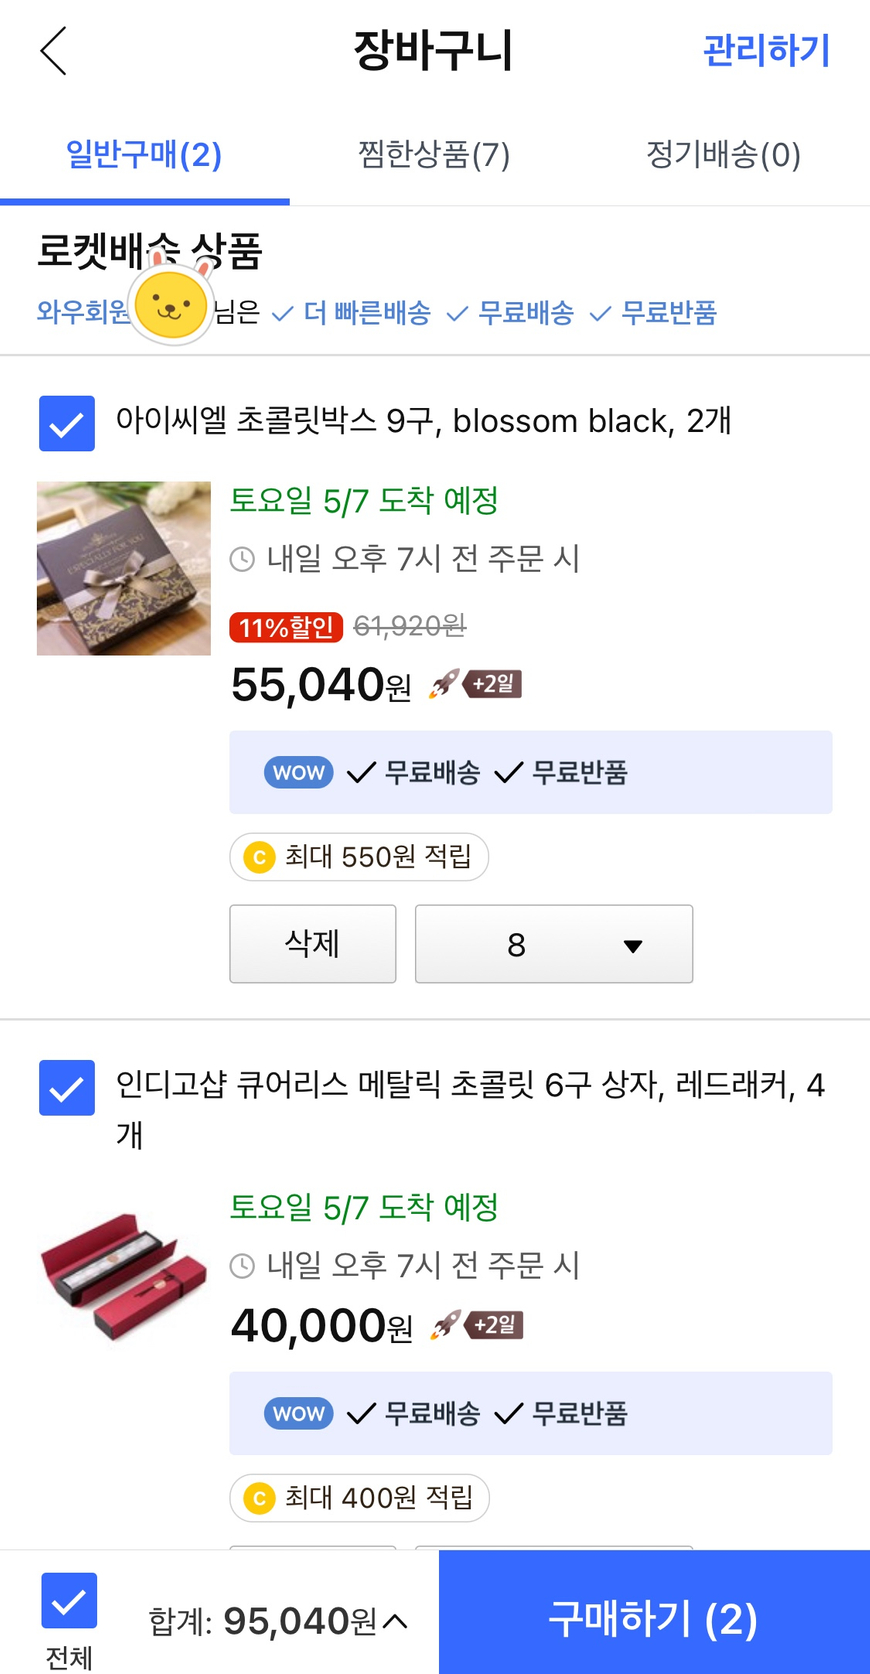 장바구니
관리하기
일반구매(2)
찜한상품(7)
정기배송(0)
로켓배송 상품
와우회원 님은 ✓ 더 빠른배송 ✓ 무료배송 ✓ 무료반품
아이씨엘 초콜릿박스 9구, blossom black, 2개
SPECIALLY FOR YOU
토요일 5/7 도착 예정
내일 오후 7시 전 주문 시
11%할인 61,920원
55,040원 +2일
WOW ✓ 무료배송 ✓ 무료반품
C 최대 550원 적립
삭제
8 ▼
인디고샵 큐어리스 메탈릭 초콜릿 6구 상자, 레드래커, 4
개
토요일 5/7 도착 예정
내일 오후 7시 전 주문 시
40,000원 +2일
WOW ✓ 무료배송 ✓ 무료반품
C 최대 400원 적립
전체
합계: 95,040원
구매하기 (2)